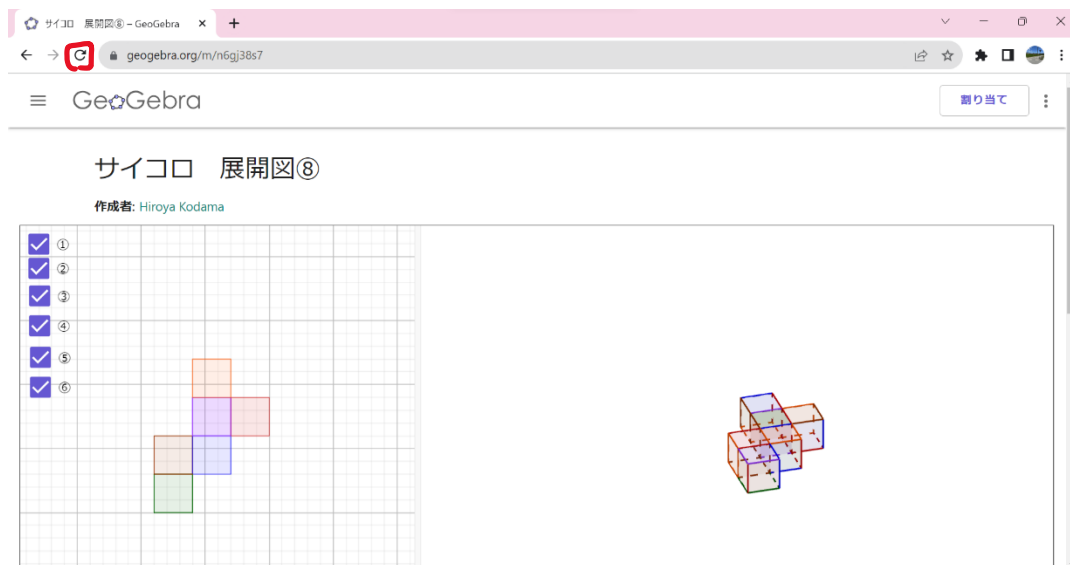 サイコロ 展開図⑧ – GeoGebra
geogebra.org/m/n6gj38s7
GeoGebra
割り当て
サイコロ 展開図⑧
作成者: Hiroya Kodama
①
②
③
④
⑤
⑥